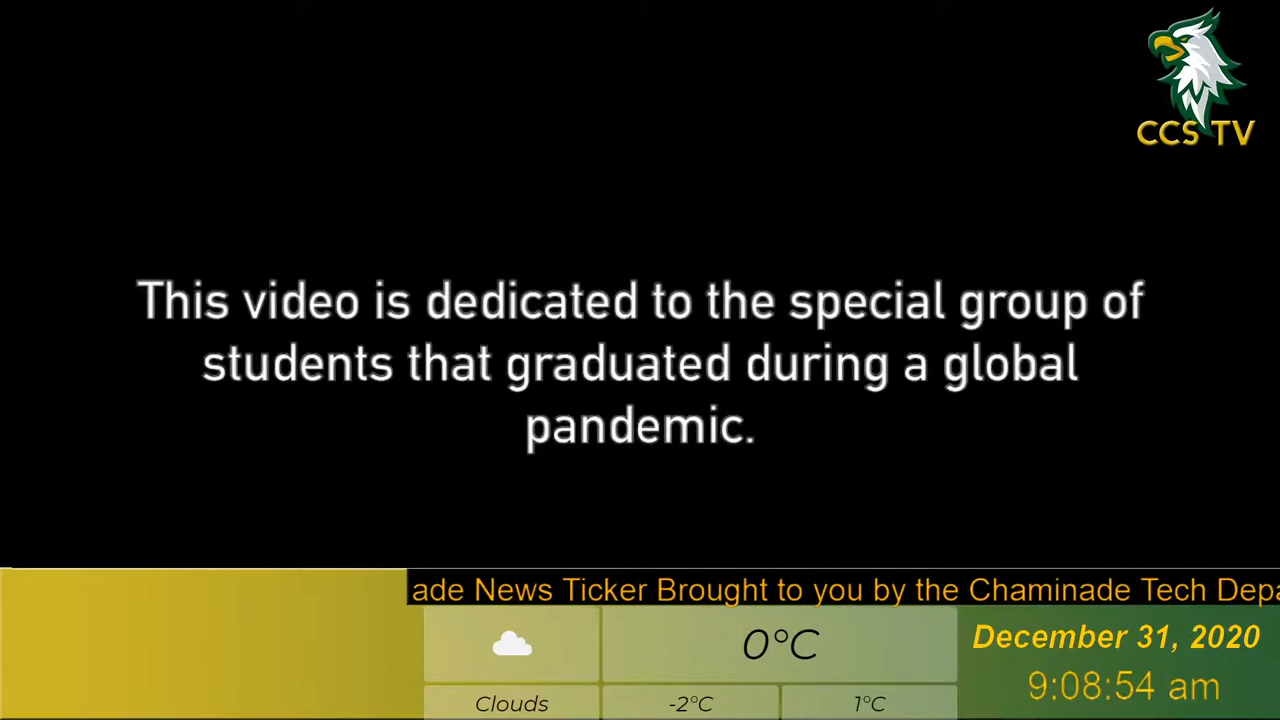 CCS TV
This video is dedicated to the special group of
students that graduated during a global
pandemic.
ade News Ticker Brought to you by the Chaminade Tech Depa
0°C
December 31, 2020
9:08:54 am
Clouds
-2°C
1°C